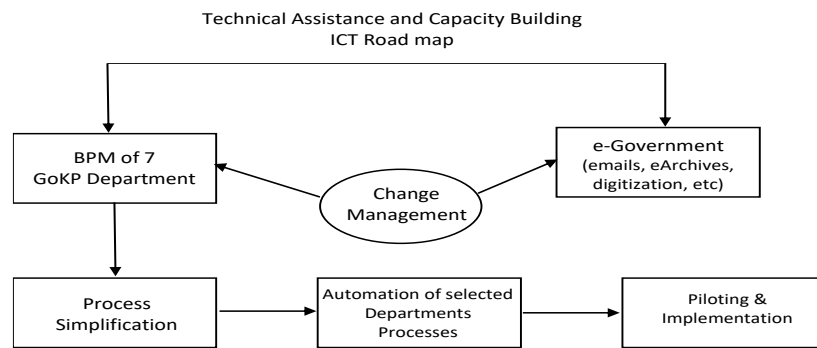 Technical Assistance and Capacity Building
ICT Road map
BPM of 7
GoKP Department
e-Government
(emails, eArchives,
digitization, etc)
Change
Management
Process
Simplification
Automation of selected
Departments
Processes
Piloting &
Implementation